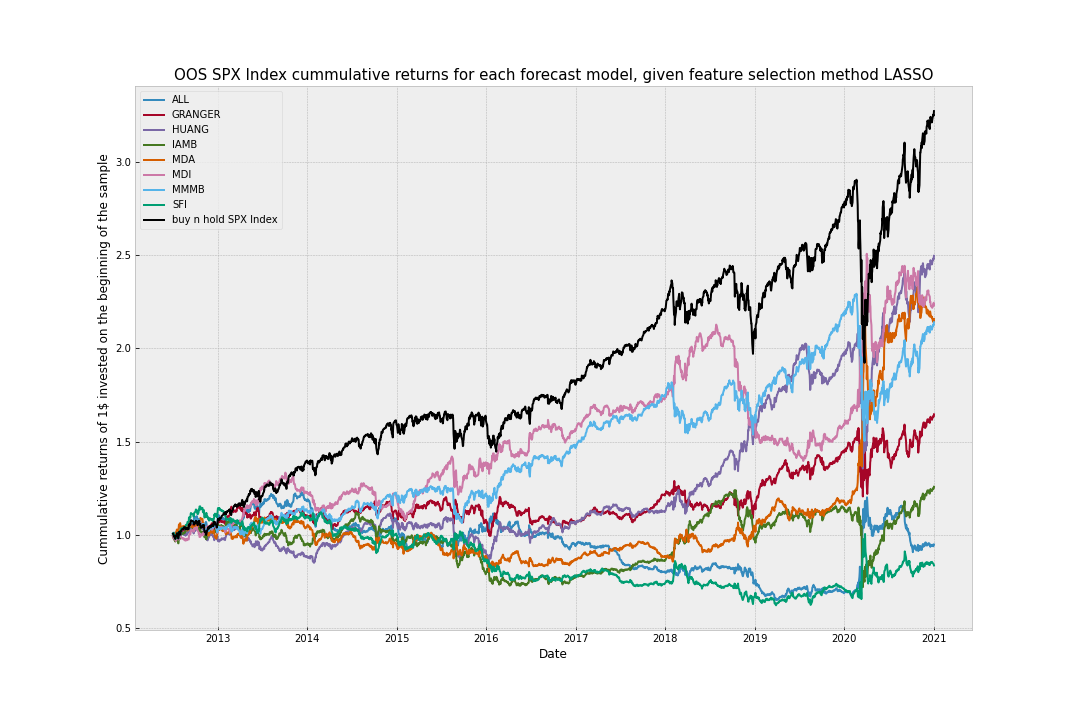 OOS SPX Index cummulative returns for each forecast model, given feature selection method LASSO
ALL
GRANGER
HUANG
IAMB
MDA
MDI
MMMB
SFI
buy n hold SPX Index
Cummulative returns of 1$ invested on the beginning of the sample
3.0
2.5
2.0
1.5
1.0
0.5
2013 2014 2015 2016 2017 2018 2019 2020 2021
Date